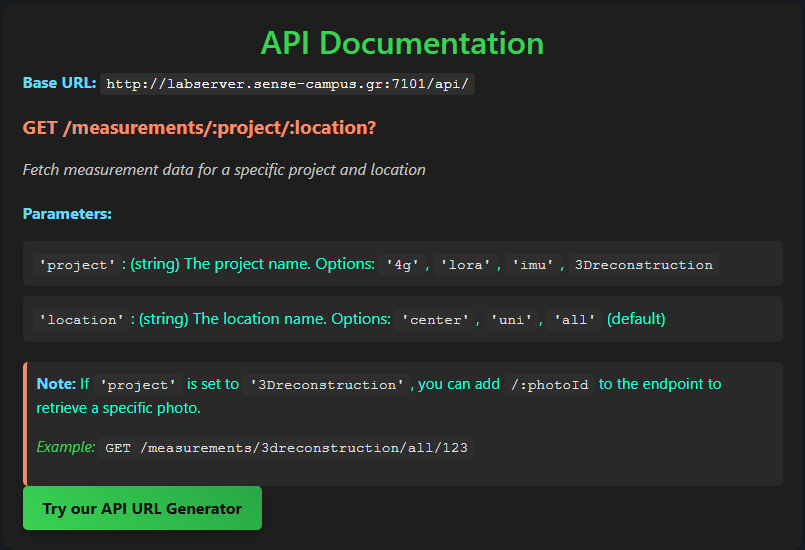 API Documentation
Base URL: http://labserver.sense-campus.gr:7101/api/
GET /measurements/:project/:location?
Fetch measurement data for a specific project and location
Parameters:
'project' : (string) The project name. Options: '4g' , 'lora' , 'imu' , 3Dreconstruction
'location' : (string) The location name. Options: 'center' , 'uni' , 'all' (default)
Note: If 'project' is set to '3Dreconstruction' , you can add /:photoId to the endpoint to
retrieve a specific photo.
Example: GET /measurements/3dreconstruction/all/123
Try our API URL Generator